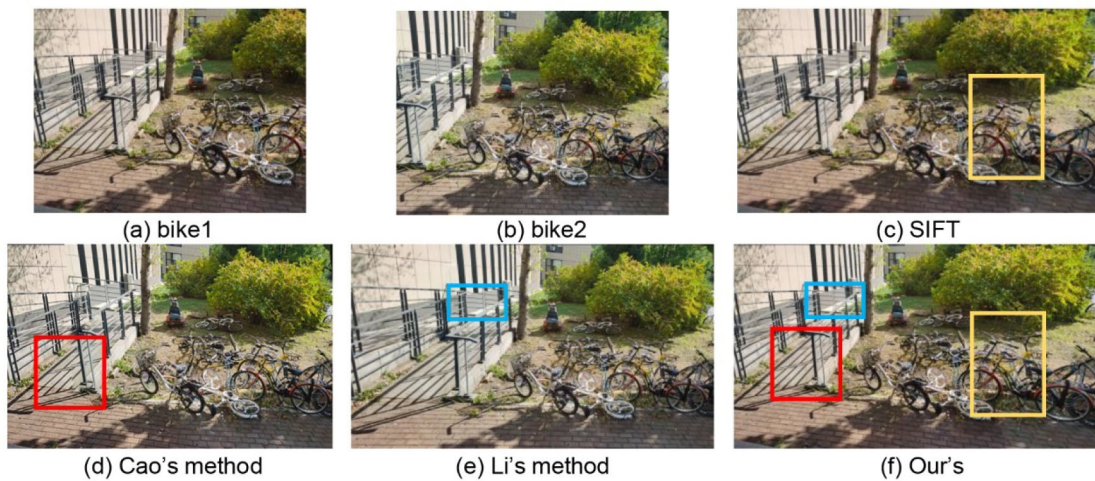 (a) bike1
(b) bike2
(c) SIFT
(d) Cao's method
(e) Li's method
(f) Our's